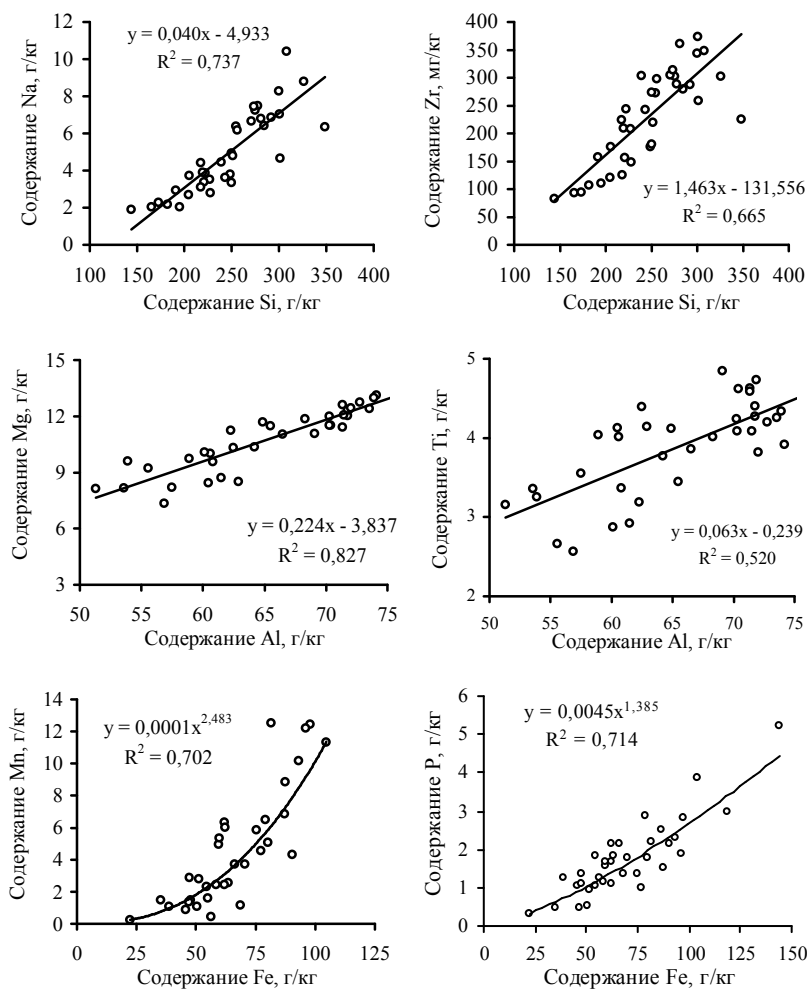 y = 0,040x - 4,933
R² = 0,737
Содержание Na, г/кг
12
10
8
6
4
2
0
100 150 200 250 300 350 400
Содержание Si, г/кг
Содержание Zr, мг/кг
400
350
300
250
200
150
100
50
0
y = 1,463x - 131,556
R² = 0,665
100 150 200 250 300 350 400
Содержание Si, г/кг
Содержание Mg, г/кг
15
12
9
6
3
y = 0,224x - 3,837
R² = 0,827
50 55 60 65 70 75
Содержание Al, г/кг
Содержание Ti, г/кг
5
4
3
2
y = 0,063x - 0,239
R² = 0,520
50 55 60 65 70 75
Содержание Al, г/кг
Содержание Mn, г/кг
14
12
10
8
6
4
2
0
y = 0,0001x^2,483
R² = 0,702
0 25 50 75 100 125
Содержание Fe, г/кг
Содержание P, г/кг
6
5
4
3
2
1
0
y = 0,0045x^1,385
R² = 0,714
0 25 50 75 100 125 150
Содержание Fe, г/кг